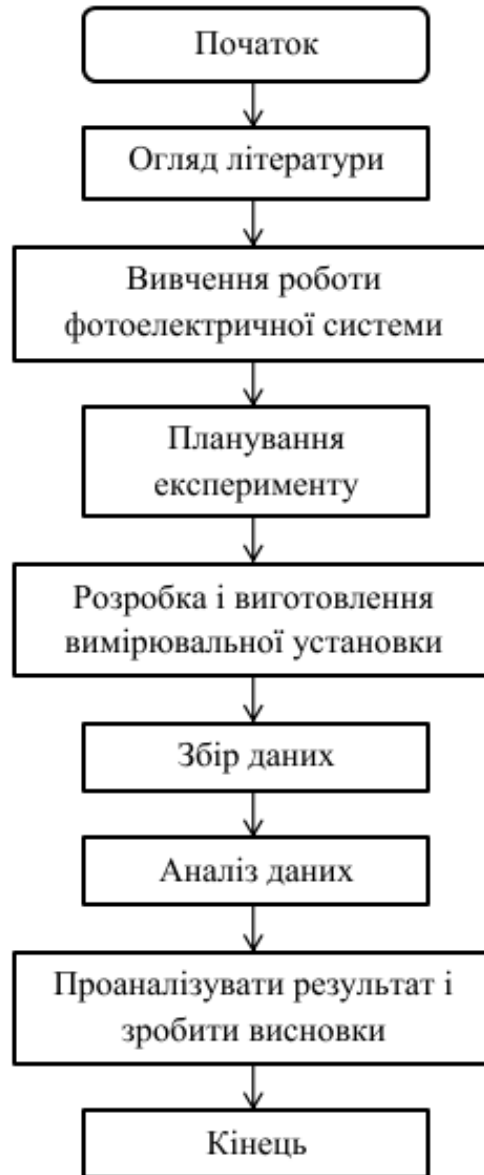 Початок
Огляд літератури
Вивчення роботи
фотоелектричної системи
Планування
експерименту
Розробка і виготовлення
вимірювальної установки
Збір даних
Аналіз даних
Проаналізувати результат і
зробити висновки
Кінець